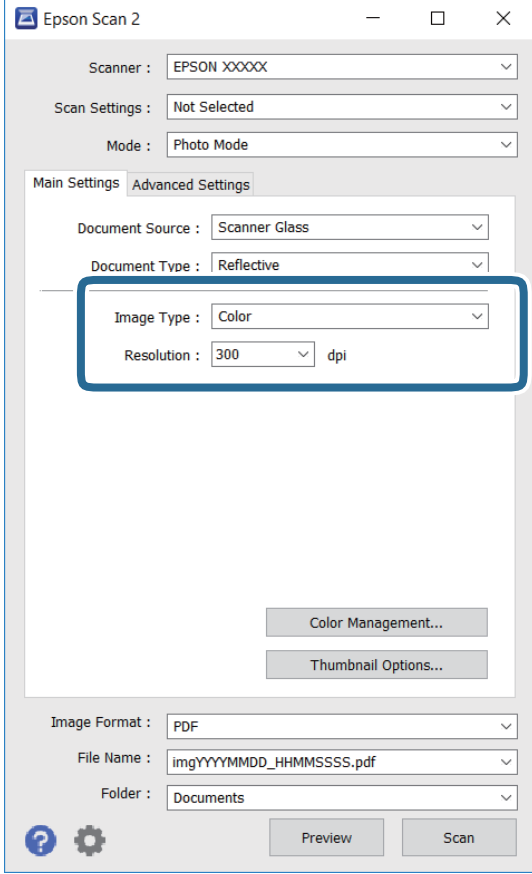 Epson Scan 2
Scanner : EPSON XXXXX
Scan Settings : Not Selected
Mode : Photo Mode
Main Settings Advanced Settings
Document Source : Scanner Glass
Document Type : Reflective
Image Type : Color
Resolution : 300 dpi
Color Management...
Thumbnail Options...
Image Format : PDF
File Name : imgYYYYMMDD_HHMMSSSS.pdf
Folder : Documents
? Preview Scan